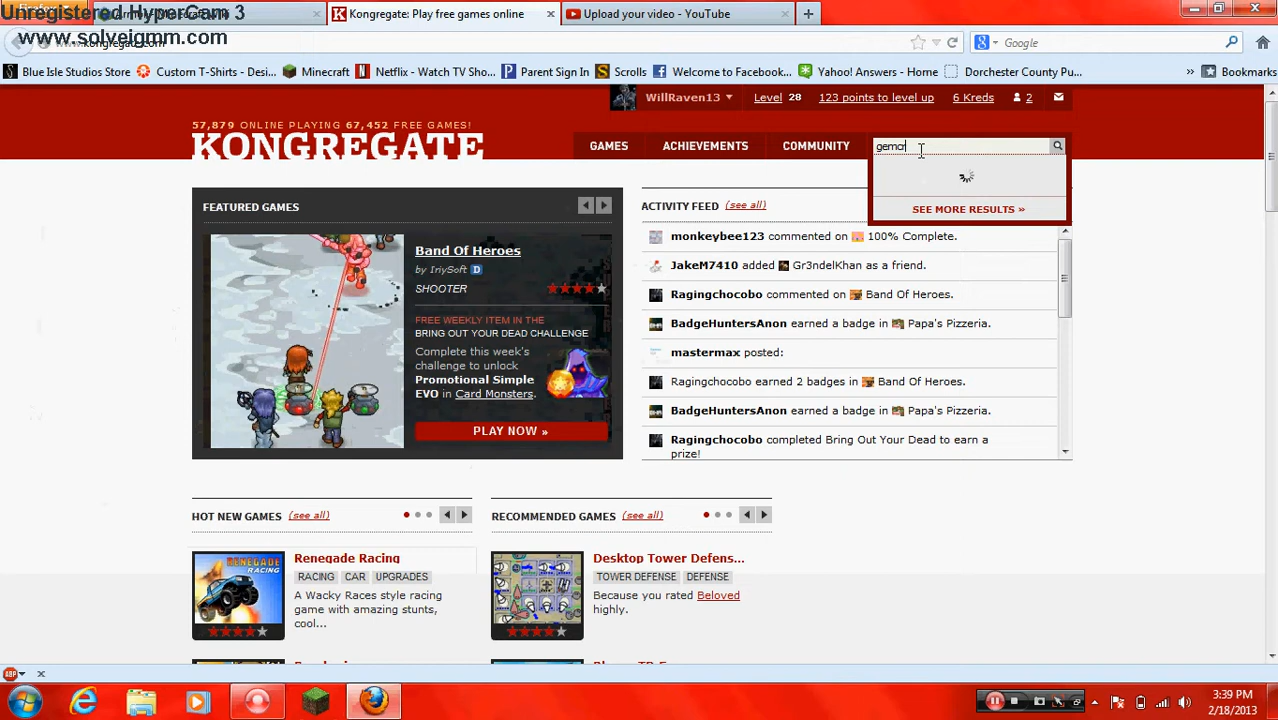 Unregistered HyperCam 3
www.solveigmm.com
Kongregate: Play free games online
Upload your video - YouTube
Google
Blue Isle Studios Store
Custom T-Shirts - Desi...
Minecraft
Netflix - Watch TV Sho...
Parent Sign In
Scrolls
Welcome to Facebook...
Yahoo! Answers - Home
Dorchester County Pu...
Bookmarks
WillRaven13
Level 28
123 points to level up
6 Kreds
2
57,879 ONLINE PLAYING 67,452 FREE GAMES!
KONGREGATE
GAMES
ACHIEVEMENTS
COMMUNITY
SEE MORE RESULTS »
FEATURED GAMES
Band Of Heroes
by IriySoft D
SHOOTER
FREE WEEKLY ITEM IN THE
BRING OUT YOUR DEAD CHALLENGE
Complete this week's
challenge to unlock
Promotional Simple
EVO in Card Monsters.
PLAY NOW »
ACTIVITY FEED (see all)
monkeybee123 commented on 100% Complete.
JakeM7410 added Gr3ndelKhan as a friend.
Ragingchocobo commented on Band Of Heroes.
BadgeHuntersAnon earned a badge in Papa's Pizzeria.
mastermax posted:
Ragingchocobo earned 2 badges in Band Of Heroes.
BadgeHuntersAnon earned a badge in Papa's Pizzeria.
Ragingchocobo completed Bring Out Your Dead to earn a
prize!
HOT NEW GAMES (see all)
RENEGADE RACING
Renegade Racing
RACING CAR UPGRADES
A Wacky Races style racing
game with amazing stunts,
cool...
RECOMMENDED GAMES (see all)
Desktop Tower Defens...
TOWER DEFENSE DEFENSE
Because you rated Beloved
highly.
ABP
3:39 PM
2/18/2013